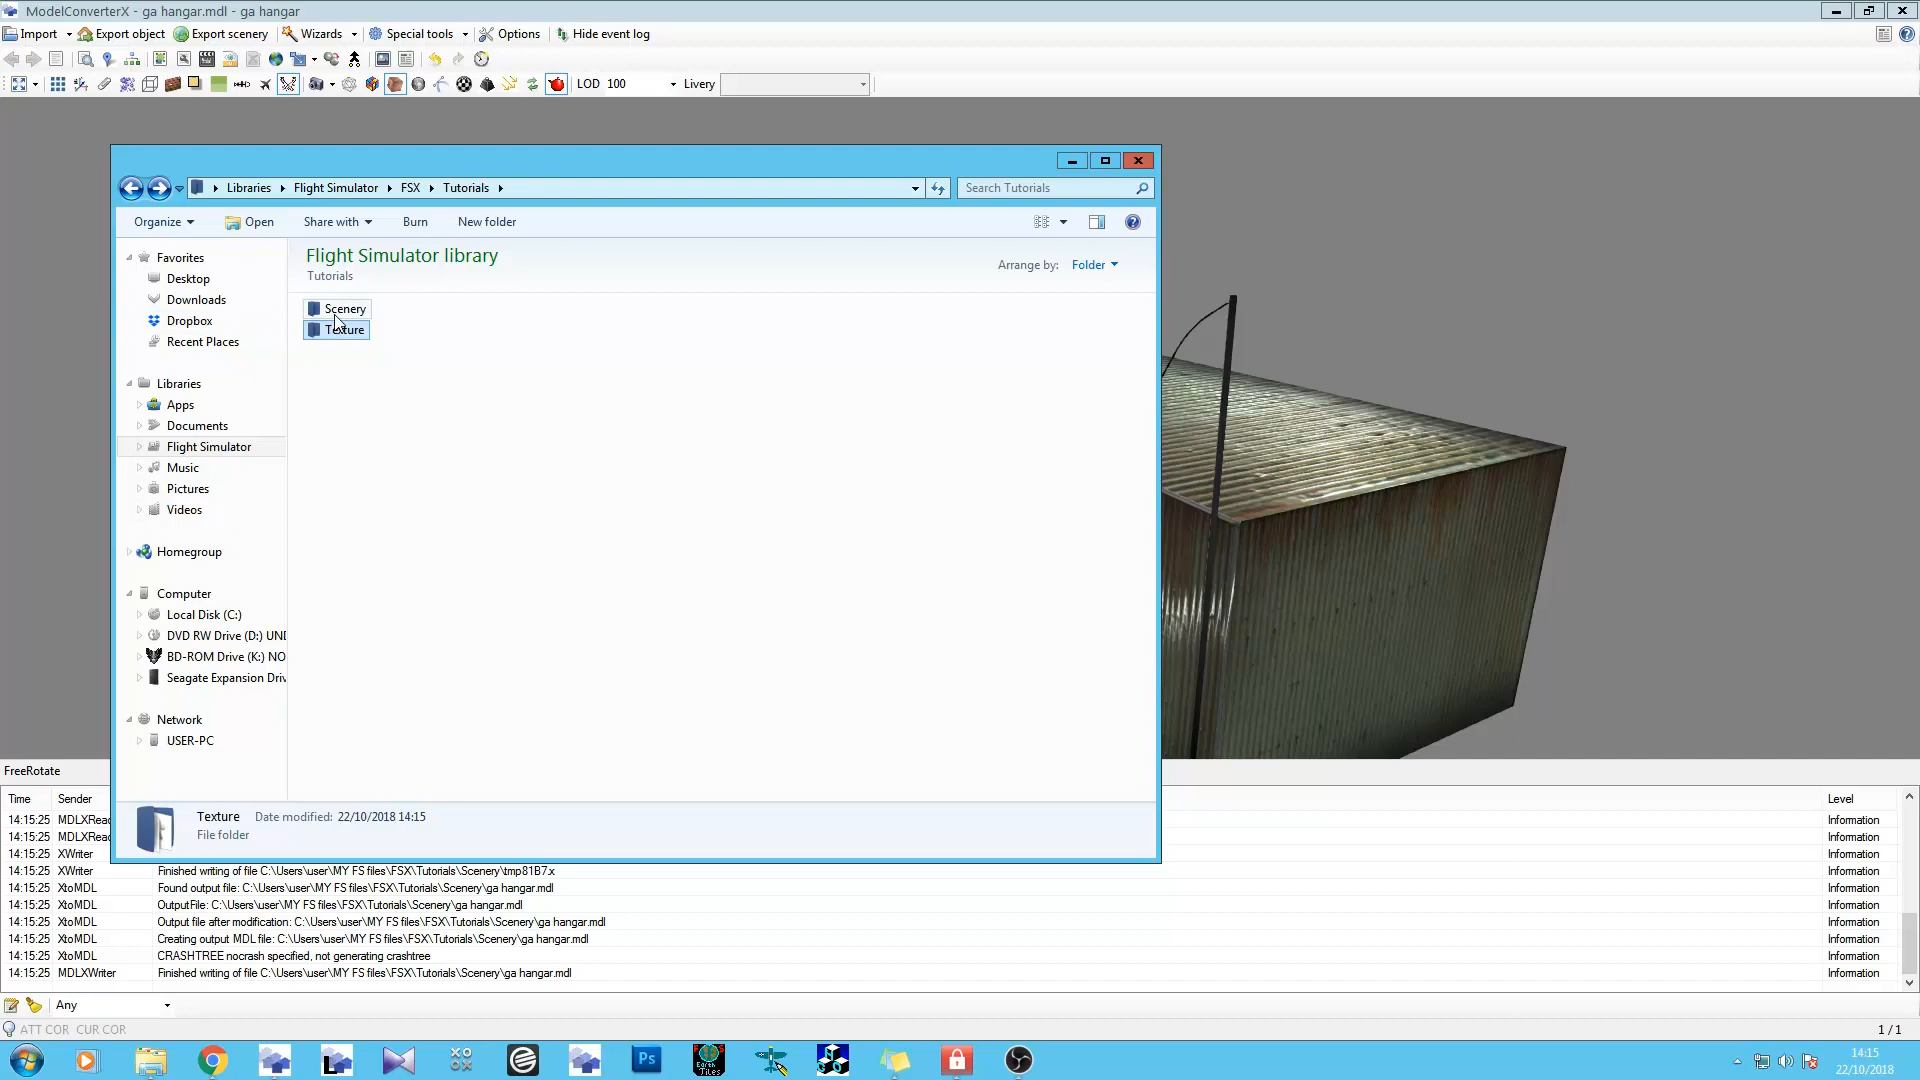 ModelConverterX - ga hangar.mdl - ga hangar
Import Export object Export scenery Wizards Special tools Options Hide event log
LOD 100 Livery
Libraries Flight Simulator FSX Tutorials Search Tutorials
Organize Open Share with Burn New folder
Favorites
Desktop
Downloads
Dropbox
Recent Places
Libraries
Apps
Documents
Flight Simulator
Music
Pictures
Videos
Homegroup
Computer
Local Disk (C:)
DVD RW Drive (D:) UNI
BD-ROM Drive (K:) NO
Seagate Expansion Driv
Network
USER-PC
Flight Simulator library
Tutorials
Arrange by: Folder
Scenery
Texture
Texture Date modified: 22/10/2018 14:15
File folder
FreeRotate
Time Sender Level
14:15:25 MDLXReac Information
14:15:25 MDLXReac Information
14:15:25 XWriter Information
14:15:25 XWriter Finished writing of file C:\Users\user\MY FS files\FSX\Tutorials\Scenery\tmp81B7.x Information
14:15:25 XtoMDL Found output file: C:\Users\user\MY FS files\FSX\Tutorials\Scenery\ga hangar.mdl Information
14:15:25 XtoMDL OutputFile: C:\Users\user\MY FS files\FSX\Tutorials\Scenery\ga hangar.mdl Information
14:15:25 XtoMDL Output file after modification: C:\Users\user\MY FS files\FSX\Tutorials\Scenery\ga hangar.mdl Information
14:15:25 XtoMDL Creating output MDL file: C:\Users\user\MY FS files\FSX\Tutorials\Scenery\ga hangar.mdl Information
14:15:25 XtoMDL CRASHTREE nocrash specified, not generating crashtree Information
14:15:25 MDLXWriter Finished writing of file C:\Users\user\MY FS files\FSX\Tutorials\Scenery\ga hangar.mdl Information
Any
ATT COR CUR COR 1 / 1
L Ps Earth Tiles
14:15
22/10/2018